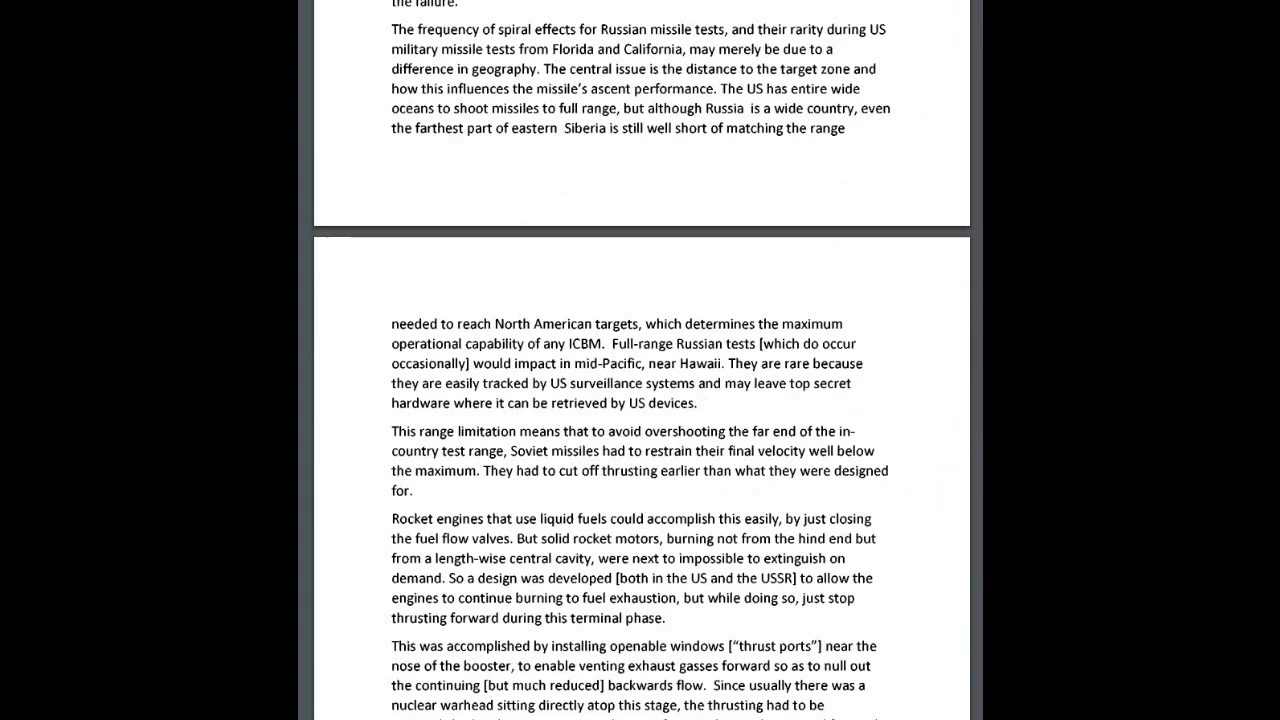 the failure.
The frequency of spiral effects for Russian missile tests, and their rarity during US
military missile tests from Florida and California, may merely be due to a
difference in geography. The central issue is the distance to the target zone and
how this influences the missile's ascent performance. The US has entire wide
oceans to shoot missiles to full range, but although Russia is a wide country, even
the farthest part of eastern Siberia is still well short of matching the range
needed to reach North American targets, which determines the maximum
operational capability of any ICBM. Full-range Russian tests [which do occur
occasionally] would impact in mid-Pacific, near Hawaii. They are rare because
they are easily tracked by US surveillance systems and may leave top secret
hardware where it can be retrieved by US devices.
This range limitation means that to avoid overshooting the far end of the in-
country test range, Soviet missiles had to restrain their final velocity well below
the maximum. They had to cut off thrusting earlier than what they were designed
for.
Rocket engines that use liquid fuels could accomplish this easily, by just closing
the fuel flow valves. But solid rocket motors, burning not from the hind end but
from a length-wise central cavity, were next to impossible to extinguish on
demand. So a design was developed [both in the US and the USSR] to allow the
engines to continue burning to fuel exhaustion, but while doing so, just stop
thrusting forward during this terminal phase.
This was accomplished by installing openable windows [“thrust ports”] near the
nose of the booster, to enable venting exhaust gasses forward so as to null out
the continuing [but much reduced] backwards flow. Since usually there was a
nuclear warhead sitting directly atop this stage, the thrusting had to be